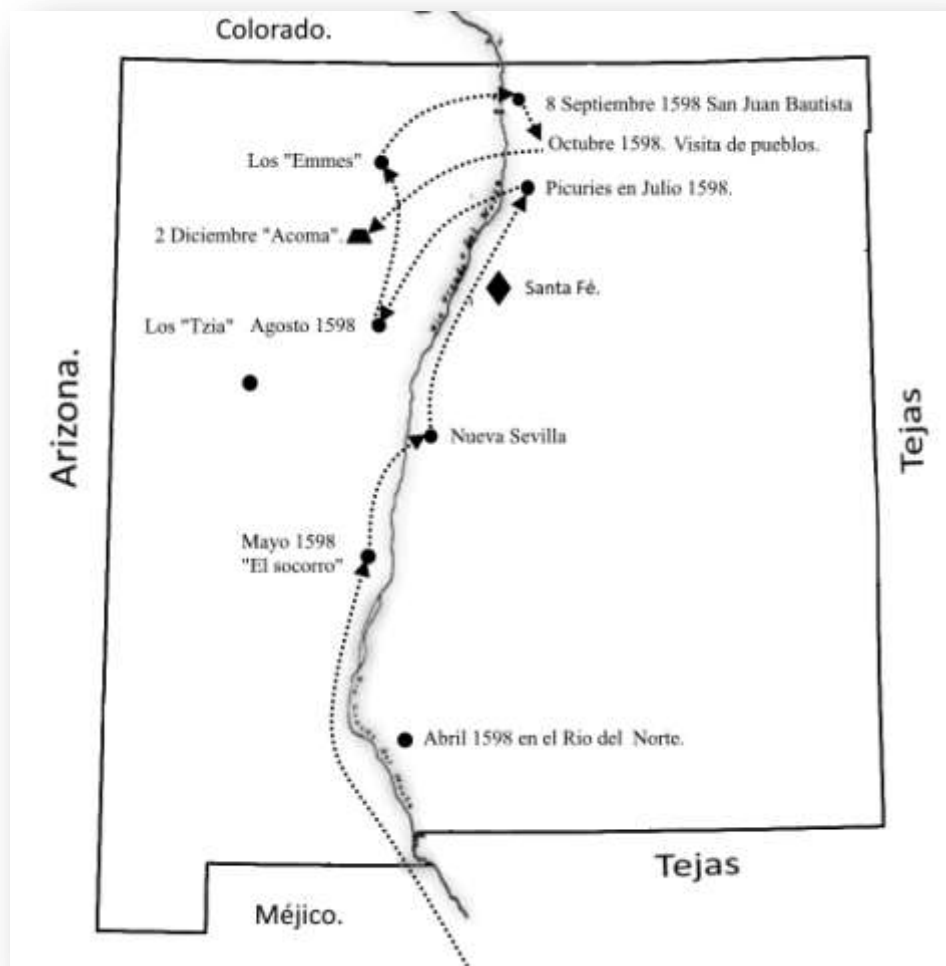 Colorado.
8 Septiembre 1598 San Juan Bautista
Octubre 1598. Visita de pueblos.
Los "Emmes"
Picuries en Julio 1598.
2 Diciembre "Acoma".
Santa Fé.
Los "Tzia" Agosto 1598
Arizona.
Tejas
Nueva Sevilla
Mayo 1598
"El socorro"
Abril 1598 en el Rio del Norte.
Tejas
Méjico.